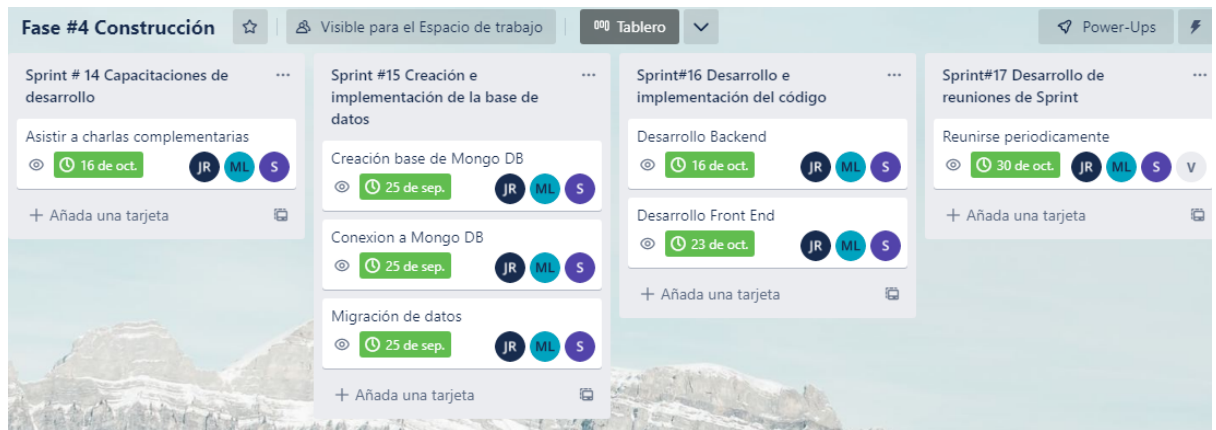 Fase #4 Construcción
Visible para el Espacio de trabajo
Tablero
Power-Ups
Sprint # 14 Capacitaciones de
desarrollo
Asistir a charlas complementarias
16 de oct.
JR ML S
+ Añada una tarjeta
Sprint #15 Creación e
implementación de la base de
datos
Creación base de Mongo DB
25 de sep.
JR ML S
Conexion a Mongo DB
25 de sep.
JR ML S
Migración de datos
25 de sep.
JR ML S
+ Añada una tarjeta
Sprint#16 Desarrollo e
implementación del código
Desarrollo Backend
16 de oct.
JR ML S
Desarrollo Front End
23 de oct.
JR ML S
+ Añada una tarjeta
Sprint#17 Desarrollo de
reuniones de Sprint
Reunirse periodicamente
30 de oct.
JR ML S V
+ Añada una tarjeta